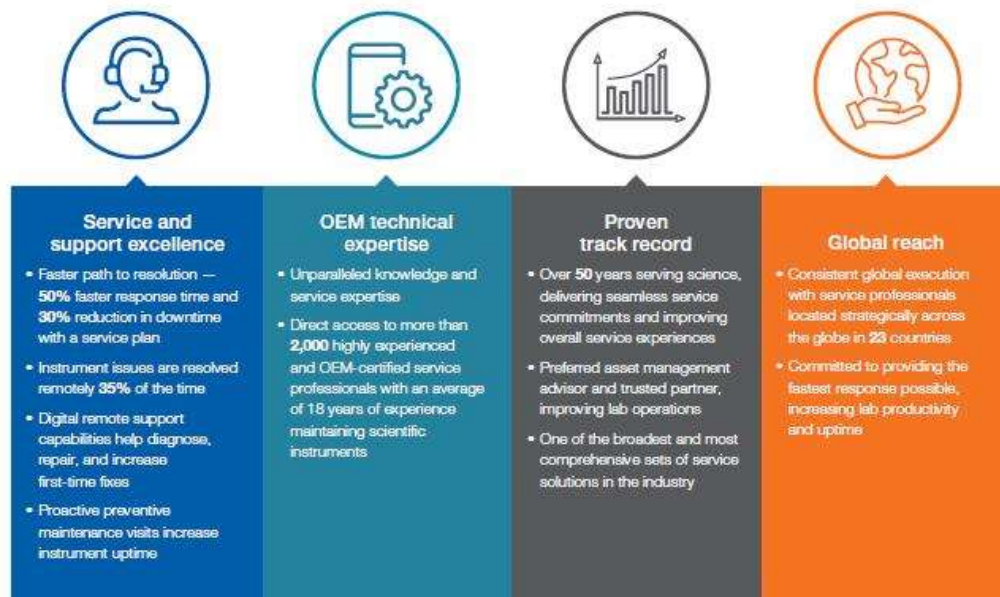 Service and
support excellence
• Faster path to resolution —
50% faster response time and
30% reduction in downtime
with a service plan
• Instrument issues are resolved
remotely 35% of the time
• Digital remote support
capabilities help diagnose,
repair, and increase
first-time fixes
• Proactive preventive
maintenance visits increase
instrument uptime
OEM technical
expertise
• Unparalleled knowledge and
service expertise
• Direct access to more than
2,000 highly experienced
and OEM-certified service
professionals with an average
of 18 years of experience
maintaining scientific
instruments
Proven
track record
• Over 50 years serving science,
delivering seamless service
commitments and improving
overall service experiences
• Preferred asset management
advisor and trusted partner,
improving lab operations
• One of the broadest and most
comprehensive sets of service
solutions in the industry
Global reach
• Consistent global execution
with service professionals
located strategically across
the globe in 23 countries
• Committed to providing the
fastest response possible,
increasing lab productivity
and uptime